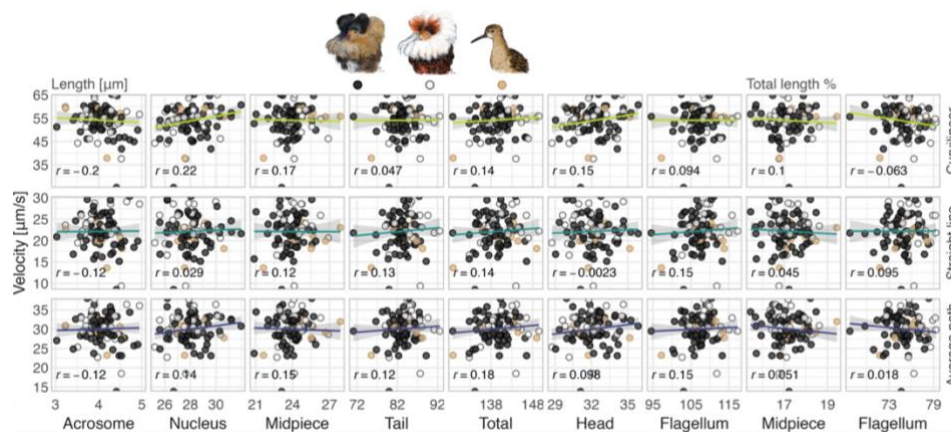 Length [µm] Total length %
65
55
45
35
r = −0.2 r = 0.22 r = 0.17 r = 0.047 r = 0.14 r = 0.15 r = 0.094 r = 0.1 r = −0.063
Velocity [µm/s]
30
25
20
15
10
r = −0.12 r = 0.029 r = 0.12 r = 0.13 r = 0.14 r = −0.0023 r = 0.15 r = 0.045 r = 0.095
35
30
25
20
15
r = −0.12 r = 0.14 r = 0.15 r = 0.12 r = 0.18 r = 0.098 r = 0.15 r = 0.051 r = 0.018
3 4 5 26 28 30 21 24 27 72 82 92 138 148 29 32 35 95 105 115 17 19 73 79
Acrosome Nucleus Midpiece Tail Total Head Flagellum Midpiece Flagellum